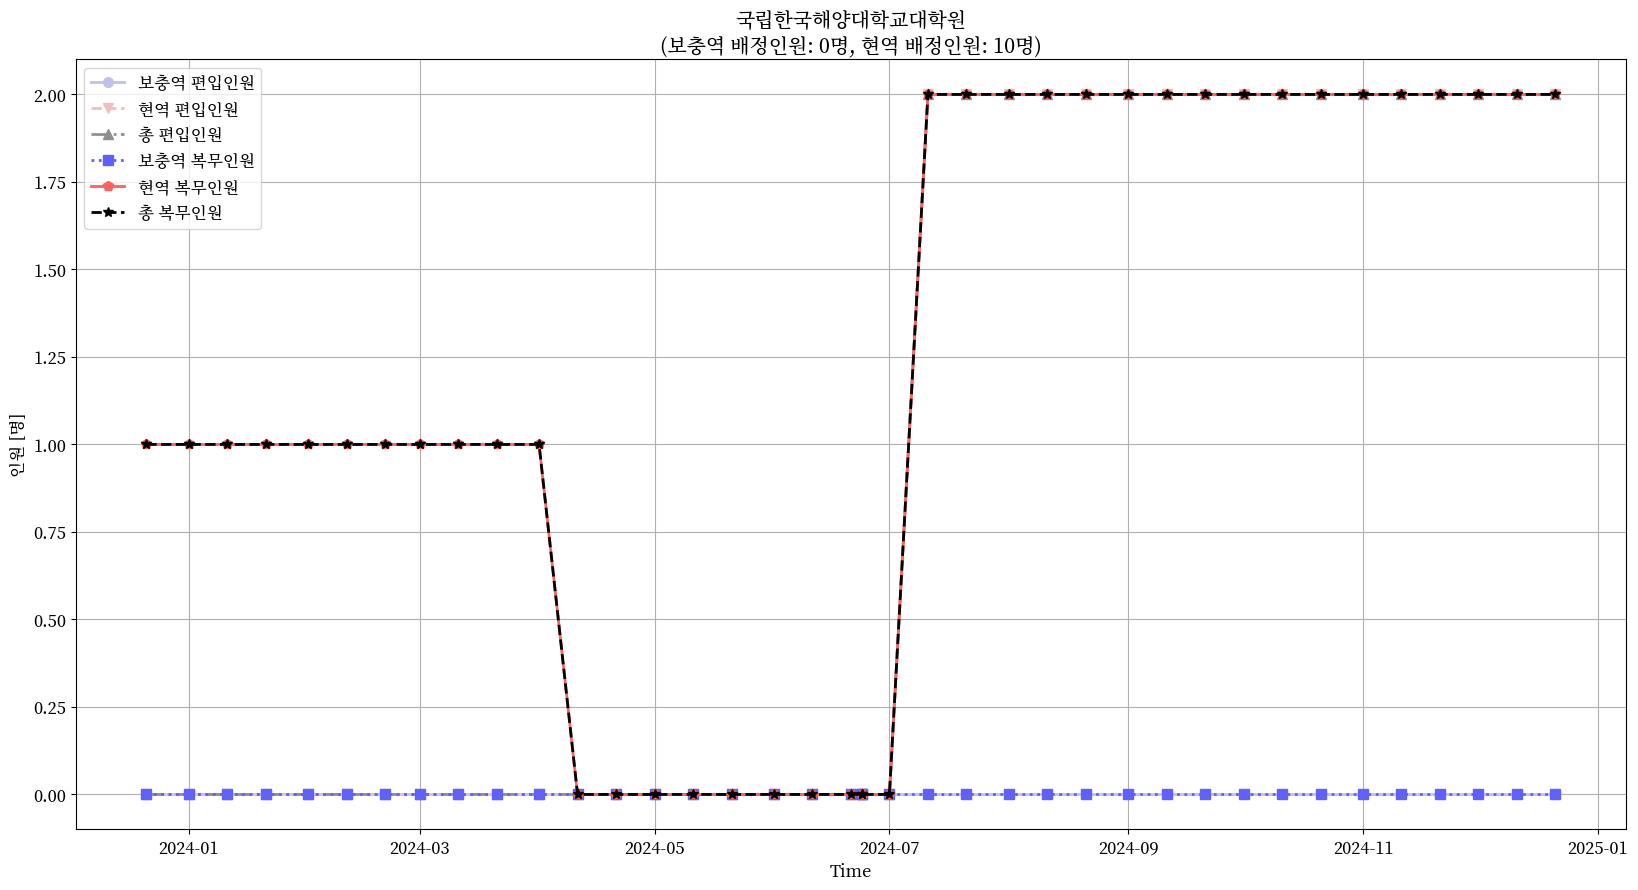 국립한국해양대학교대학원
(보충역 배정인원: 0명, 현역 배정인원: 10명)
보충역 편입인원
현역 편입인원
총 편입인원
보충역 복무인원
현역 복무인원
총 복무인원
2.00
1.75
1.50
1.25
1.00
0.75
0.50
0.25
0.00
인원 [명]
2024-01
2024-03
2024-05
2024-07
2024-09
2024-11
2025-01
Time